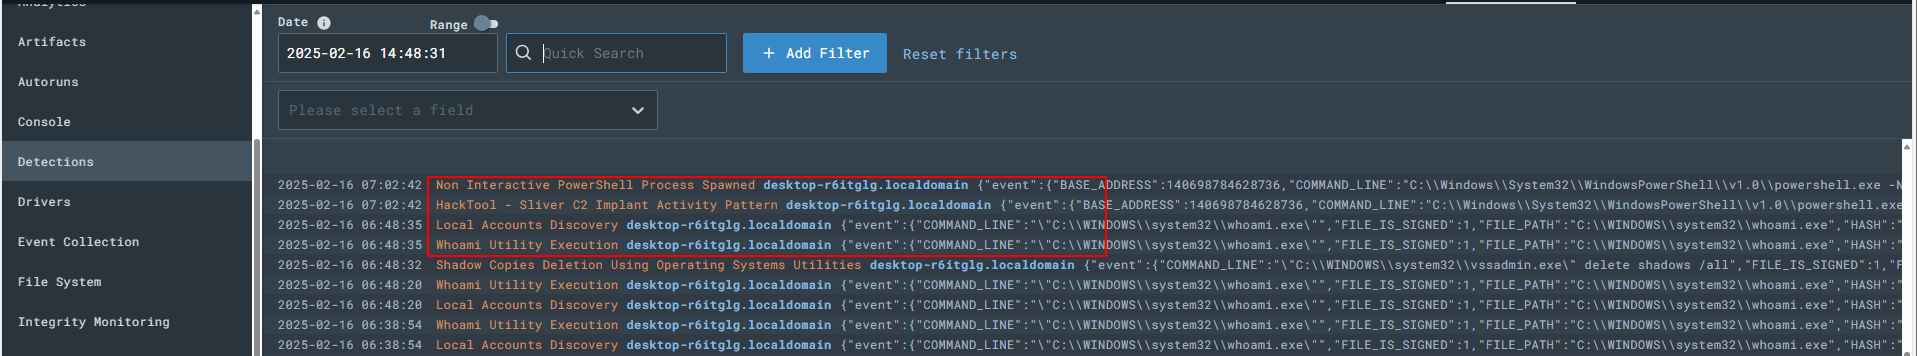 Analytics
Date
Range
2025-02-16 14:48:31
Quick Search
+ Add Filter
Reset filters
Please select a field
Artifacts
Autoruns
Console
Detections
Drivers
Event Collection
File System
Integrity Monitoring
2025-02-16 07:02:42 Non Interactive PowerShell Process Spawned desktop-r6itglg.localdomain {"event":{"BASE_ADDRESS":140698784628736,"COMMAND_LINE":"C:\\Windows\\System32\\WindowsPowerShell\\v1.0\\powershell.exe -N
2025-02-16 07:02:42 HackTool - Sliver C2 Implant Activity Pattern desktop-r6itglg.localdomain {"event":{"BASE_ADDRESS":140698784628736,"COMMAND_LINE":"C:\\Windows\\System32\\WindowsPowerShell\\v1.0\\powershell.exe
2025-02-16 06:48:35 Local Accounts Discovery desktop-r6itglg.localdomain {"event":{"COMMAND_LINE":"\"C:\\WINDOWS\\system32\\whoami.exe\"","FILE_IS_SIGNED":1,"FILE_PATH":"C:\\WINDOWS\\system32\\whoami.exe","HASH":"
2025-02-16 06:48:35 Whoami Utility Execution desktop-r6itglg.localdomain {"event":{"COMMAND_LINE":"\"C:\\WINDOWS\\system32\\whoami.exe\"","FILE_IS_SIGNED":1,"FILE_PATH":"C:\\WINDOWS\\system32\\whoami.exe","HASH":"
2025-02-16 06:48:32 Shadow Copies Deletion Using Operating Systems Utilities desktop-r6itglg.localdomain {"event":{"COMMAND_LINE":"\"C:\\WINDOWS\\system32\\vssadmin.exe\" delete shadows /all","FILE_IS_SIGNED":1,"F
2025-02-16 06:48:20 Whoami Utility Execution desktop-r6itglg.localdomain {"event":{"COMMAND_LINE":"\"C:\\WINDOWS\\system32\\whoami.exe\"","FILE_IS_SIGNED":1,"FILE_PATH":"C:\\WINDOWS\\system32\\whoami.exe","HASH":"
2025-02-16 06:48:20 Local Accounts Discovery desktop-r6itglg.localdomain {"event":{"COMMAND_LINE":"\"C:\\WINDOWS\\system32\\whoami.exe\"","FILE_IS_SIGNED":1,"FILE_PATH":"C:\\WINDOWS\\system32\\whoami.exe","HASH":"
2025-02-16 06:38:54 Whoami Utility Execution desktop-r6itglg.localdomain {"event":{"COMMAND_LINE":"\"C:\\WINDOWS\\system32\\whoami.exe\"","FILE_IS_SIGNED":1,"FILE_PATH":"C:\\WINDOWS\\system32\\whoami.exe","HASH":"
2025-02-16 06:38:54 Local Accounts Discovery desktop-r6itglg.localdomain {"event":{"COMMAND_LINE":"\"C:\\WINDOWS\\system32\\whoami.exe\"","FILE_IS_SIGNED":1,"FILE_PATH":"C:\\WINDOWS\\system32\\whoami.exe","HASH":"